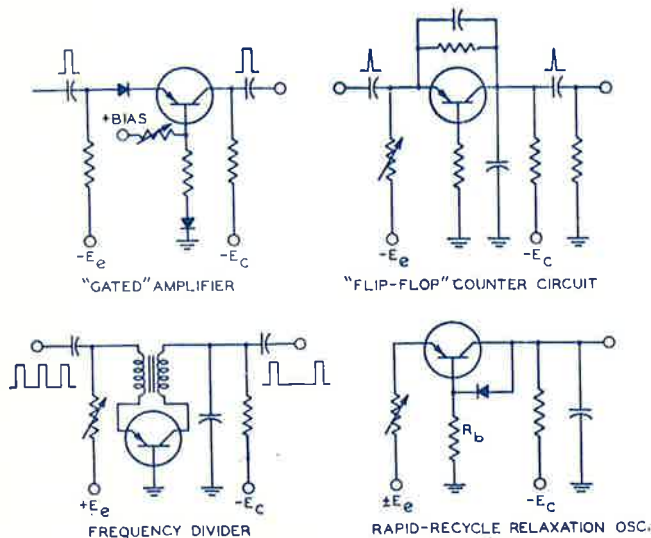 +BIAS
-Ee
-Ec
"GATED" AMPLIFIER
-Ee
-Ec
"FLIP-FLOP" COUNTER CIRCUIT
+Ee
-Ec
FREQUENCY DIVIDER
Rb
±Ee
-Ec
RAPID-RECYCLE RELAXATION OSC.